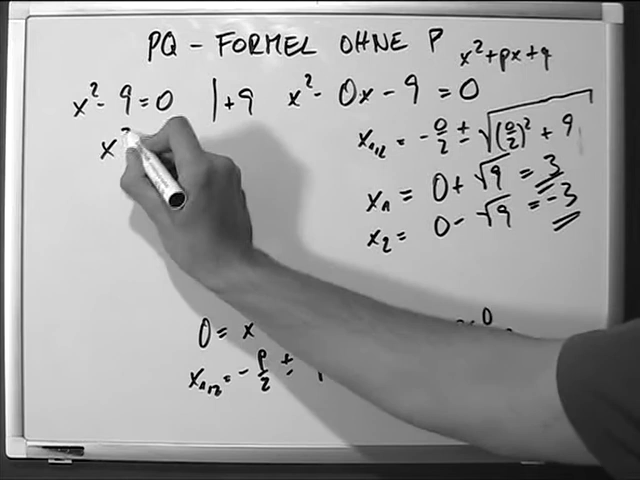 PQ - FORMEL OHNE P
x²+px+q
x² - 9 = 0 | + 9
x²
x² - 0x - 9 = 0
x₁,₂ = -0/2 ± √((0/2)² + 9
x₁ = 0 + √9 = 3
x₂ = 0 - √9 = -3
0 = x
x₁,₂ = - p/2 ±